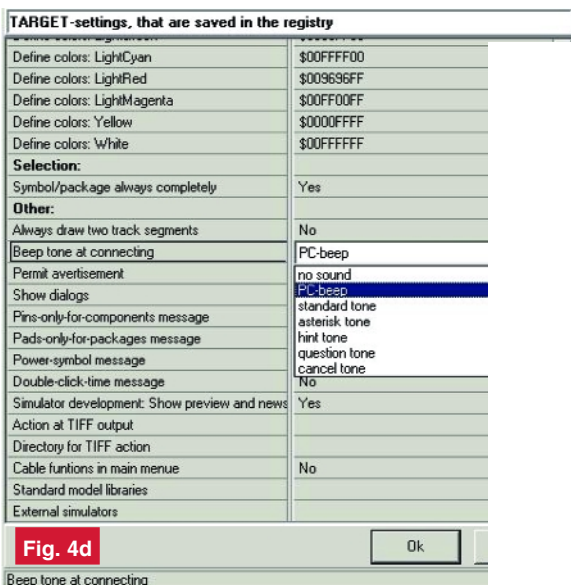 TARGET-settings, that are saved in the registry
Define colors: LightCyan $00FFFF00
Define colors: LightRed $009696FF
Define colors: LightMagenta $00FF00FF
Define colors: Yellow $0000FFFF
Define colors: White $00FFFFFF
Selection:
Symbol/package always completely Yes
Other:
Always draw two track segments No
Beep tone at connecting PC-beep
Permit avertisement no sound
PC-beep
Show dialogs standard tone
Pins-only-for-components message asterisk tone
hint tone
Pads-only-for-packages message question tone
Power-symbol message cancel tone
Double-click-time message No
Simulator development: Show preview and news Yes
Action at TIFF output
Directory for TIFF action
Cable funtions in main menue No
Standard model libraries
External simulators
Fig. 4d Ok
Beep tone at connecting